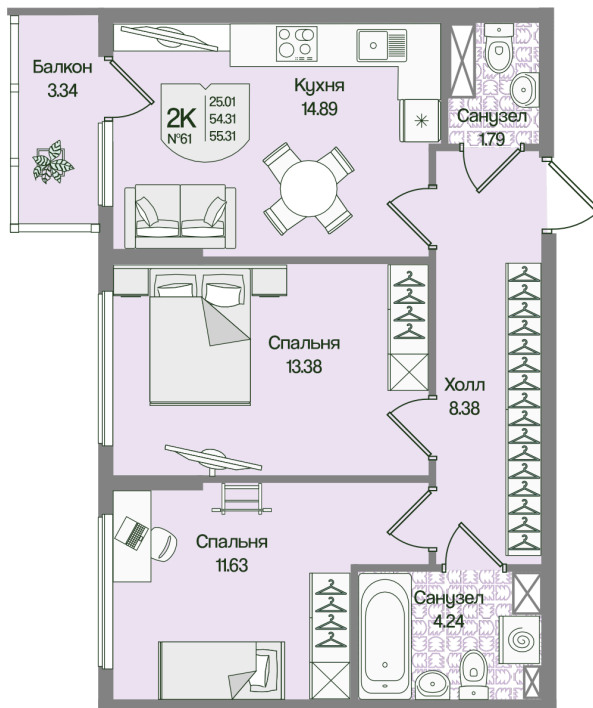 Балкон
3.34
2К
№61
25.01
54.31
55.31
Кухня
14.89
Санузел
1.79
Спальня
13.38
Холл
8.38
Спальня
11.63
Санузел
4.24